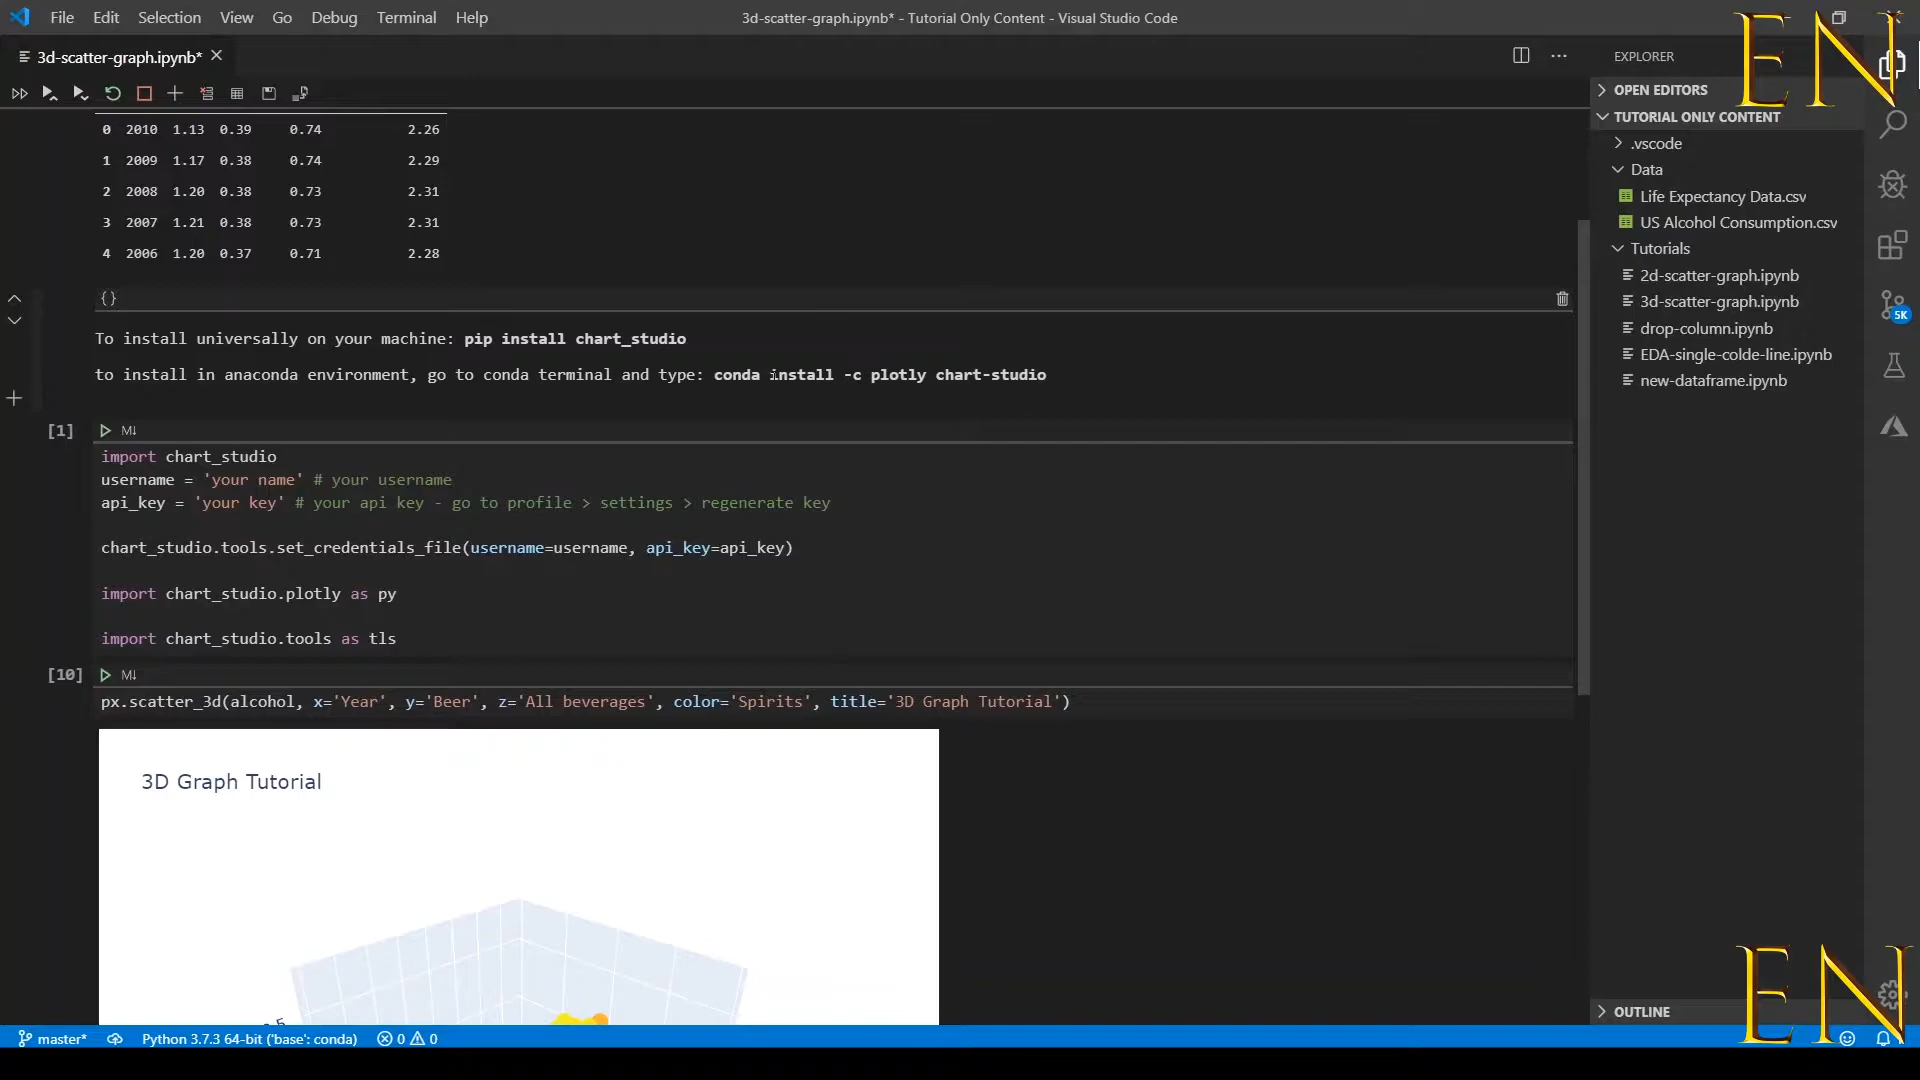 File Edit Selection View Go Debug Terminal Help
3d-scatter-graph.ipynb* - Tutorial Only Content - Visual Studio Code
3d-scatter-graph.ipynb*
0 2010 1.13 0.39 0.74 2.26
1 2009 1.17 0.38 0.74 2.29
2 2008 1.20 0.38 0.73 2.31
3 2007 1.21 0.38 0.73 2.31
4 2006 1.20 0.37 0.71 2.28
{}
To install universally on your machine: pip install chart_studio
to install in anaconda environment, go to conda terminal and type: conda install -c plotly chart-studio
[1]
M↓
import chart_studio
username = 'your name' # your username
api_key = 'your key' # your api key - go to profile > settings > regenerate key
chart_studio.tools.set_credentials_file(username=username, api_key=api_key)
import chart_studio.plotly as py
import chart_studio.tools as tls
[10]
M↓
px.scatter_3d(alcohol, x='Year', y='Beer', z='All beverages', color='Spirits', title='3D Graph Tutorial')
3D Graph Tutorial
EXPLORER
OPEN EDITORS
TUTORIAL ONLY CONTENT
.vscode
Data
Life Expectancy Data.csv
US Alcohol Consumption.csv
Tutorials
2d-scatter-graph.ipynb
3d-scatter-graph.ipynb
drop-column.ipynb
EDA-single-colde-line.ipynb
new-dataframe.ipynb
OUTLINE
5K
EN
EN
master*
Python 3.7.3 64-bit ('base': conda)
0
0